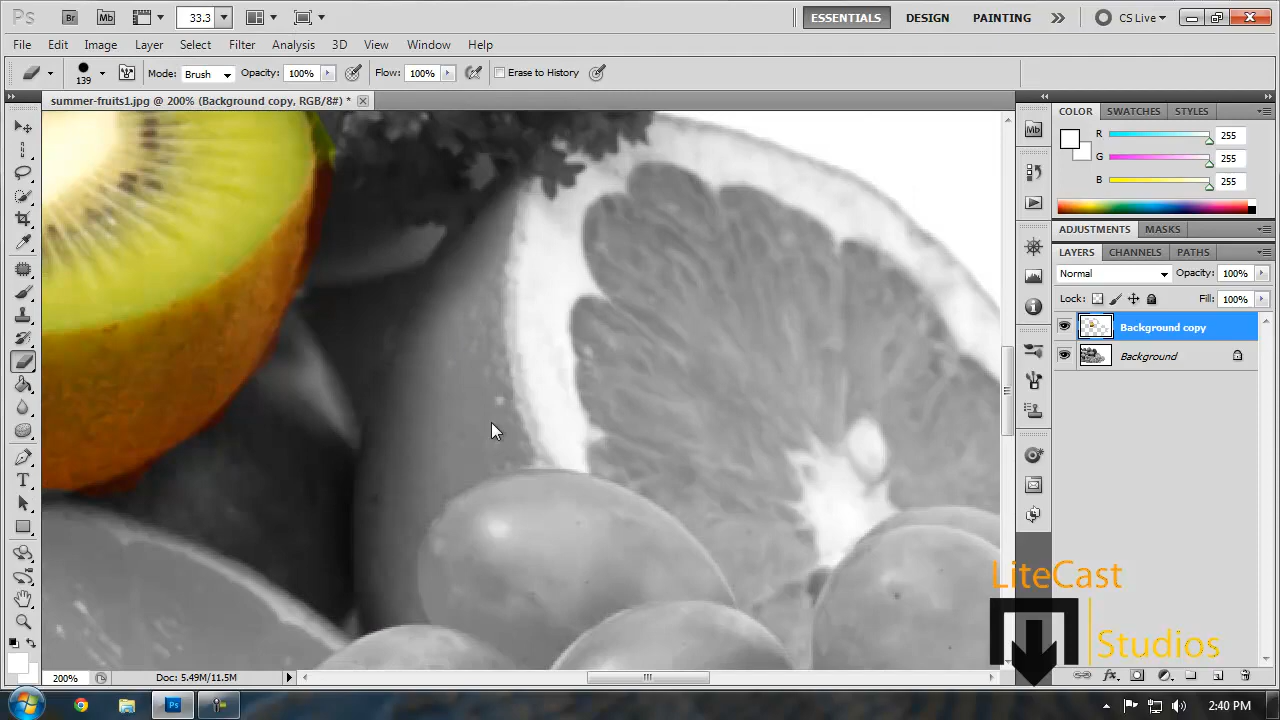 Ps Br Mb 33.3 ESSENTIALS DESIGN PAINTING CS Live
File Edit Image Layer Select Filter Analysis 3D View Window Help
139 Mode: Brush Opacity: 100% Flow: 100% Erase to History
summer-fruits1.jpg @ 200% (Background copy, RGB/8#) *
COLOR SWATCHES STYLES
Mb
R 255
G 255
B 255
ADJUSTMENTS MASKS
LAYERS CHANNELS PATHS
Normal Opacity: 100%
Lock: Fill: 100%
Background copy
Background
T
LiteCast
Studios
200% Doc: 5.49M/11.5M
Ps 2:40 PM